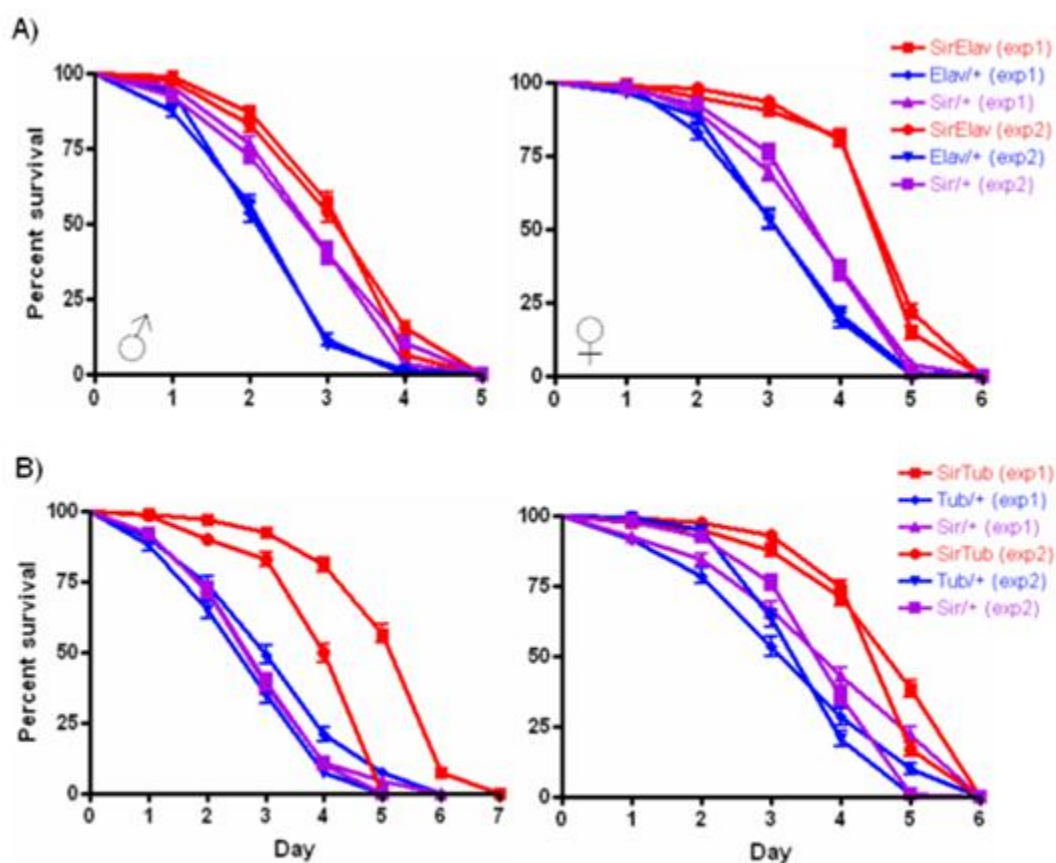 A)
SirElav (exp1)
Elav/+ (exp1)
Sir/+ (exp1)
SirElav (exp2)
Elav/+ (exp2)
Sir/+ (exp2)
Percent survival
100
75
50
25
0
0 1 2 3 4 5
100
75
50
25
0
0 1 2 3 4 5 6
B)
SirTub (exp1)
Tub/+ (exp1)
Sir/+ (exp1)
SirTub (exp2)
Tub/+ (exp2)
Sir/+ (exp2)
Percent survival
100
75
50
25
0
0 1 2 3 4 5 6 7
Day
100
75
50
25
0
0 1 2 3 4 5 6
Day